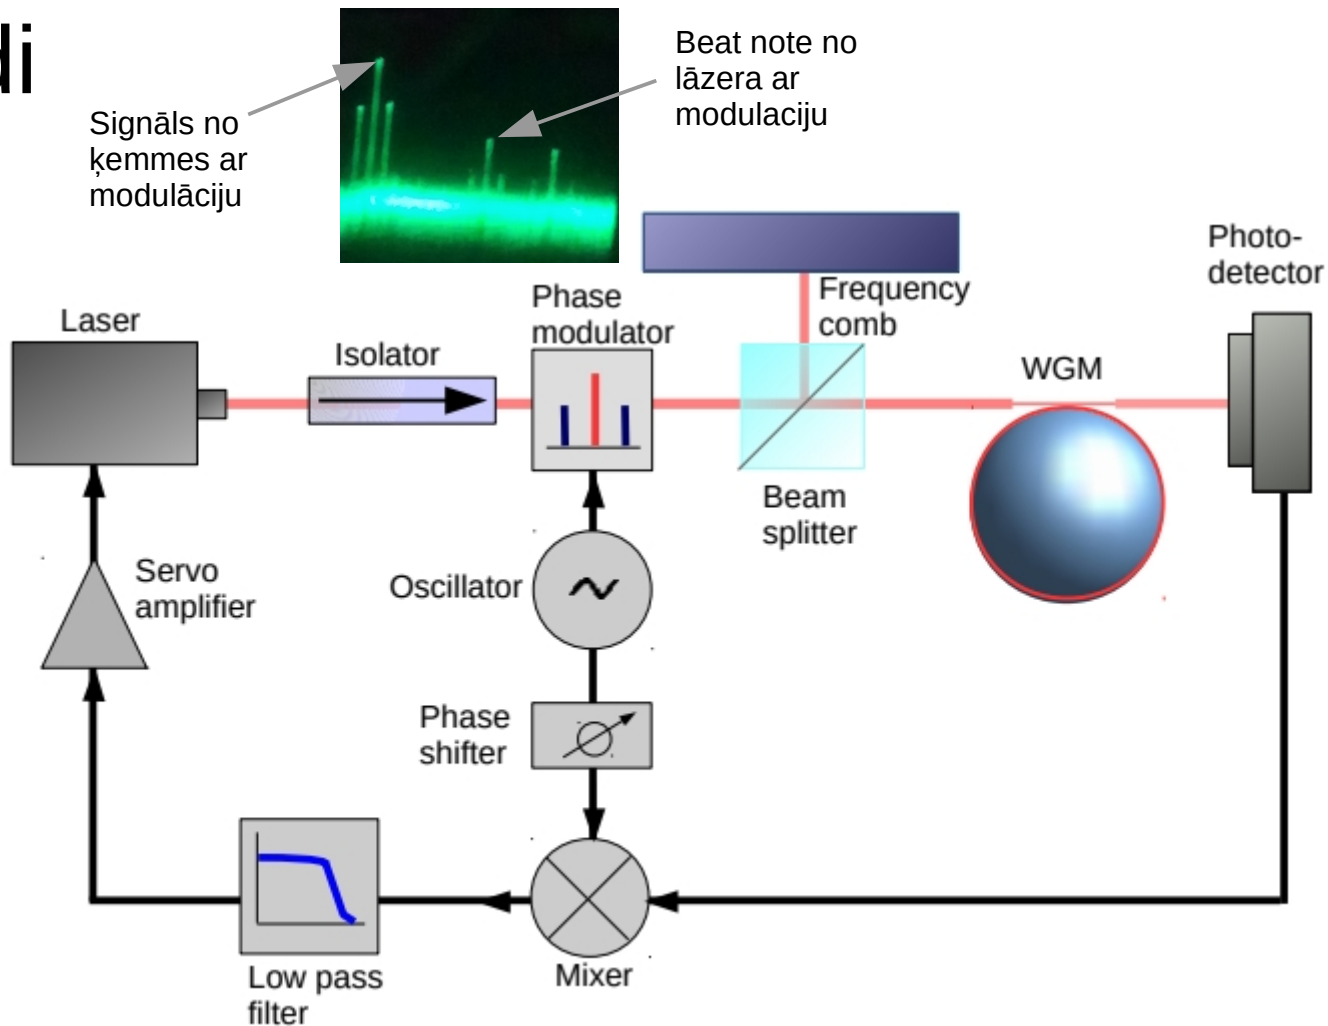 di
Signāls no
ķemmes ar
modulāciju
Beat note no
lāzera ar
modulaciju
Laser
Isolator
Phase
modulator
Frequency
comb
Photo-
detector
WGM
Beam
splitter
Servo
amplifier
Oscillator
Phase
shifter
Low pass
filter
Mixer